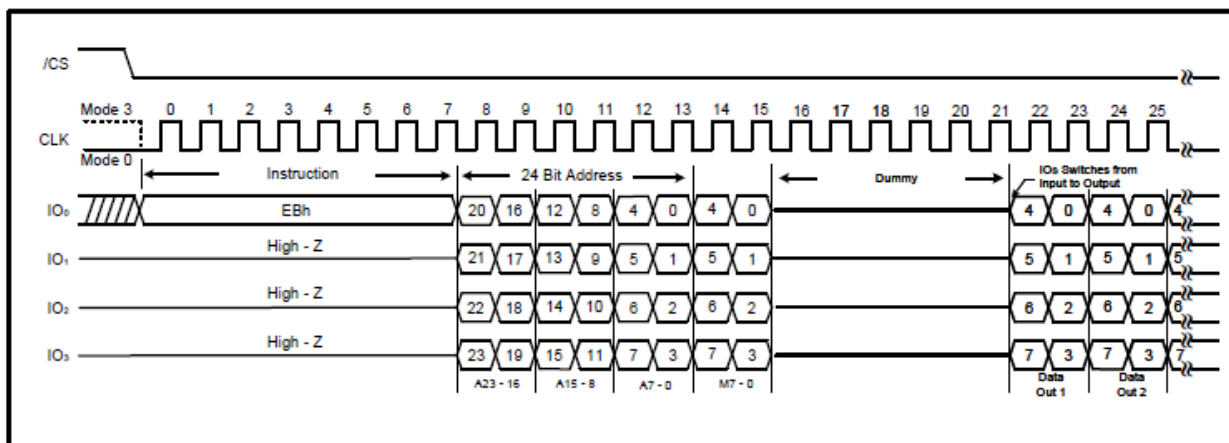 /CS
Mode 3 0 1 2 3 4 5 6 7 8 9 10 11 12 13 14 15 16 17 18 19 20 21 22 23 24 25
CLK
Mode 0
Instruction 24 Bit Address Dummy IOs Switches from
Input to Output
IO₀ EBh 20 16 12 8 4 0 4 0 4 0 4 0 4
IO₁ High - Z 21 17 13 9 5 1 5 1 5 1 5 1 5
IO₂ High - Z 22 18 14 10 6 2 6 2 6 2 6 2 6
IO₃ High - Z 23 19 15 11 7 3 7 3 7 3 7 3 7
A23 - 16 A15 - 8 A7 - 0 M7 - 0 Data Data
Out 1 Out 2